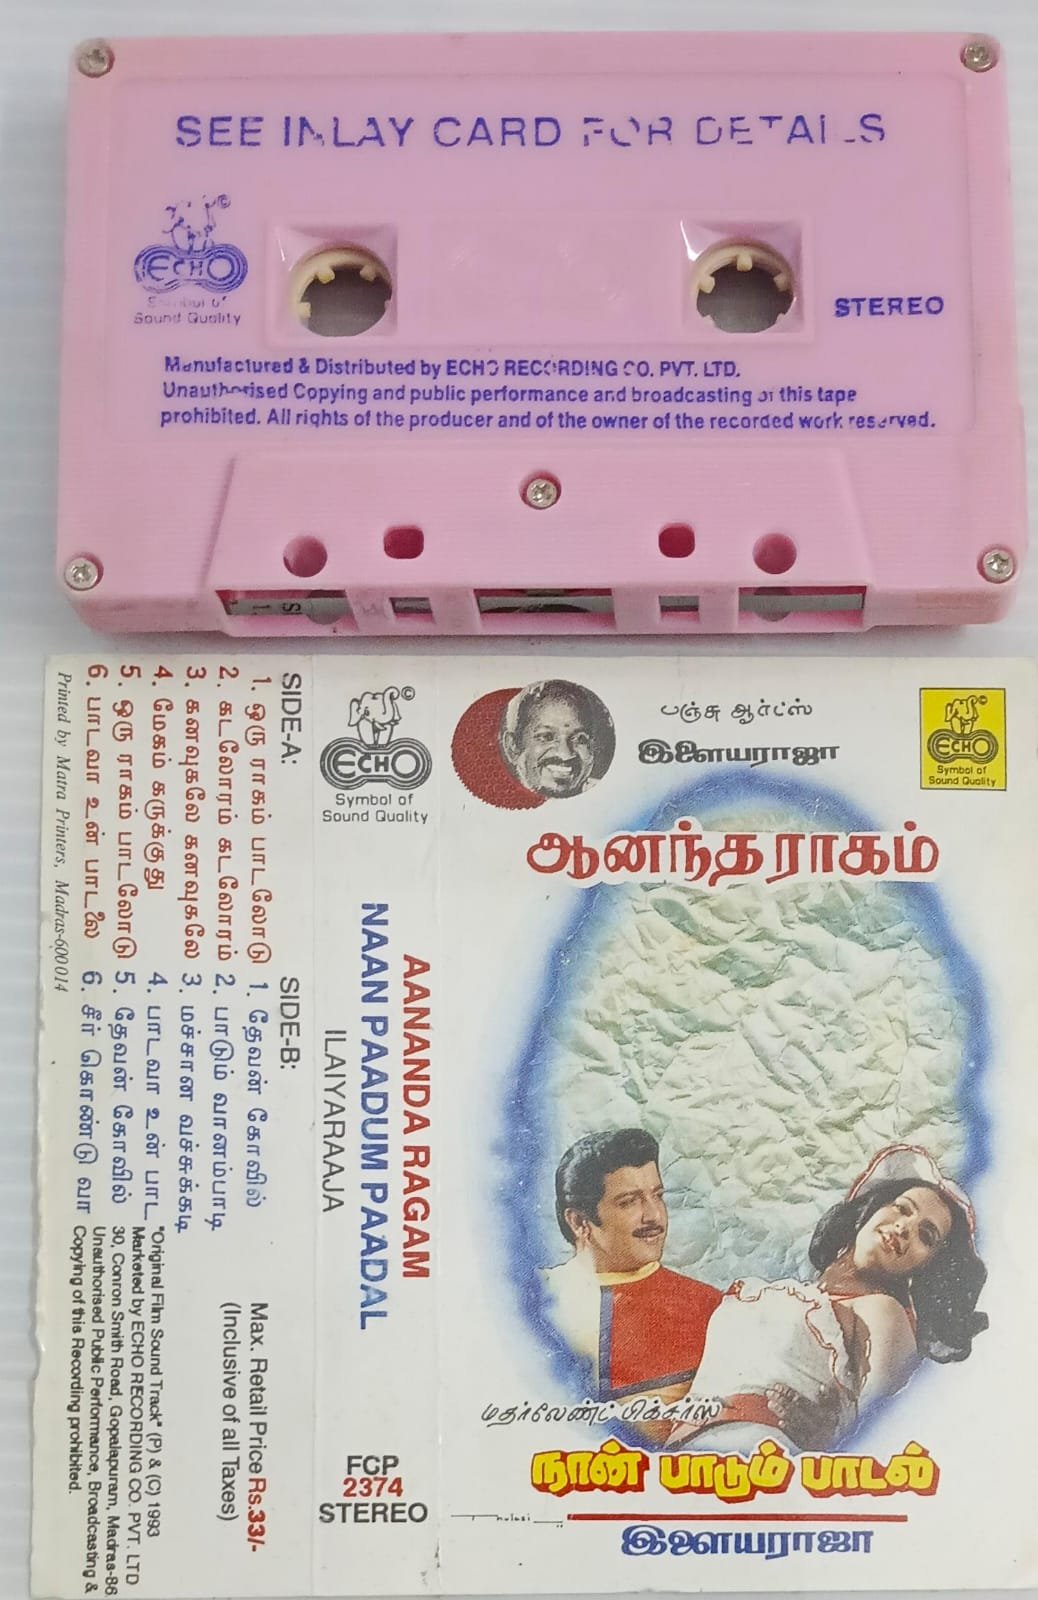 SEE INLAY CARD FOR DETAILS
©
ECHO
Symbol of
Sound Quality
STEREO
Manufactured & Distributed by ECHO RECORDING CO. PVT. LTD.
Unauthorised Copying and public performance and broadcasting of this tape
prohibited. All rights of the producer and of the owner of the recorded work reserved.
SIDE-A:
1. ஒரு ராகம் பாடலோடு
2. கடலோரம் கடலோரம்
3. கனவுகலே கனவுகலே
4. மேகம் கருக்குது
5. ஒரு ராகம் பாடலோடு
6. பாடவா உன் பாடலை
Printed by Matra Printers, Madras-600014
SIDE-B:
1. தேவன் கோவில்
2. பாடும் வானம்பாடி
3. மச்சான வச்சுக்கடி
4. பாடவா உன் பாட
5. தேவன் கோவில்
6. சீர் கொண்டு வா
Max. Retail Price Rs.33/-
(Inclusive of all Taxes)
"Original Film Sound Track" (P) & (C) 1993
Marketed by ECHO RECORDING CO. PVT. LTD
30, Conron Smith Road, Gopalapuram, Madras-86
Unauthorised Public Performance, Broadcasting &
Copying of this Recording prohibited.
©
ECHO
Symbol of
Sound Quality
AANANDA RAGAM
NAAN PAADUM PAADAL
ILAIYARAAJA
ECP
2374
STEREO
பஞ்சு ஆர்ட்ஸ்
இளையராஜா
©
ECHO
Symbol of
Sound Quality
ஆனந்த ராகம்
மதர்லேண்ட் பிக்சர்ஸ்
நான் பாடும் பாடல்
Thulasi
இளையராஜா